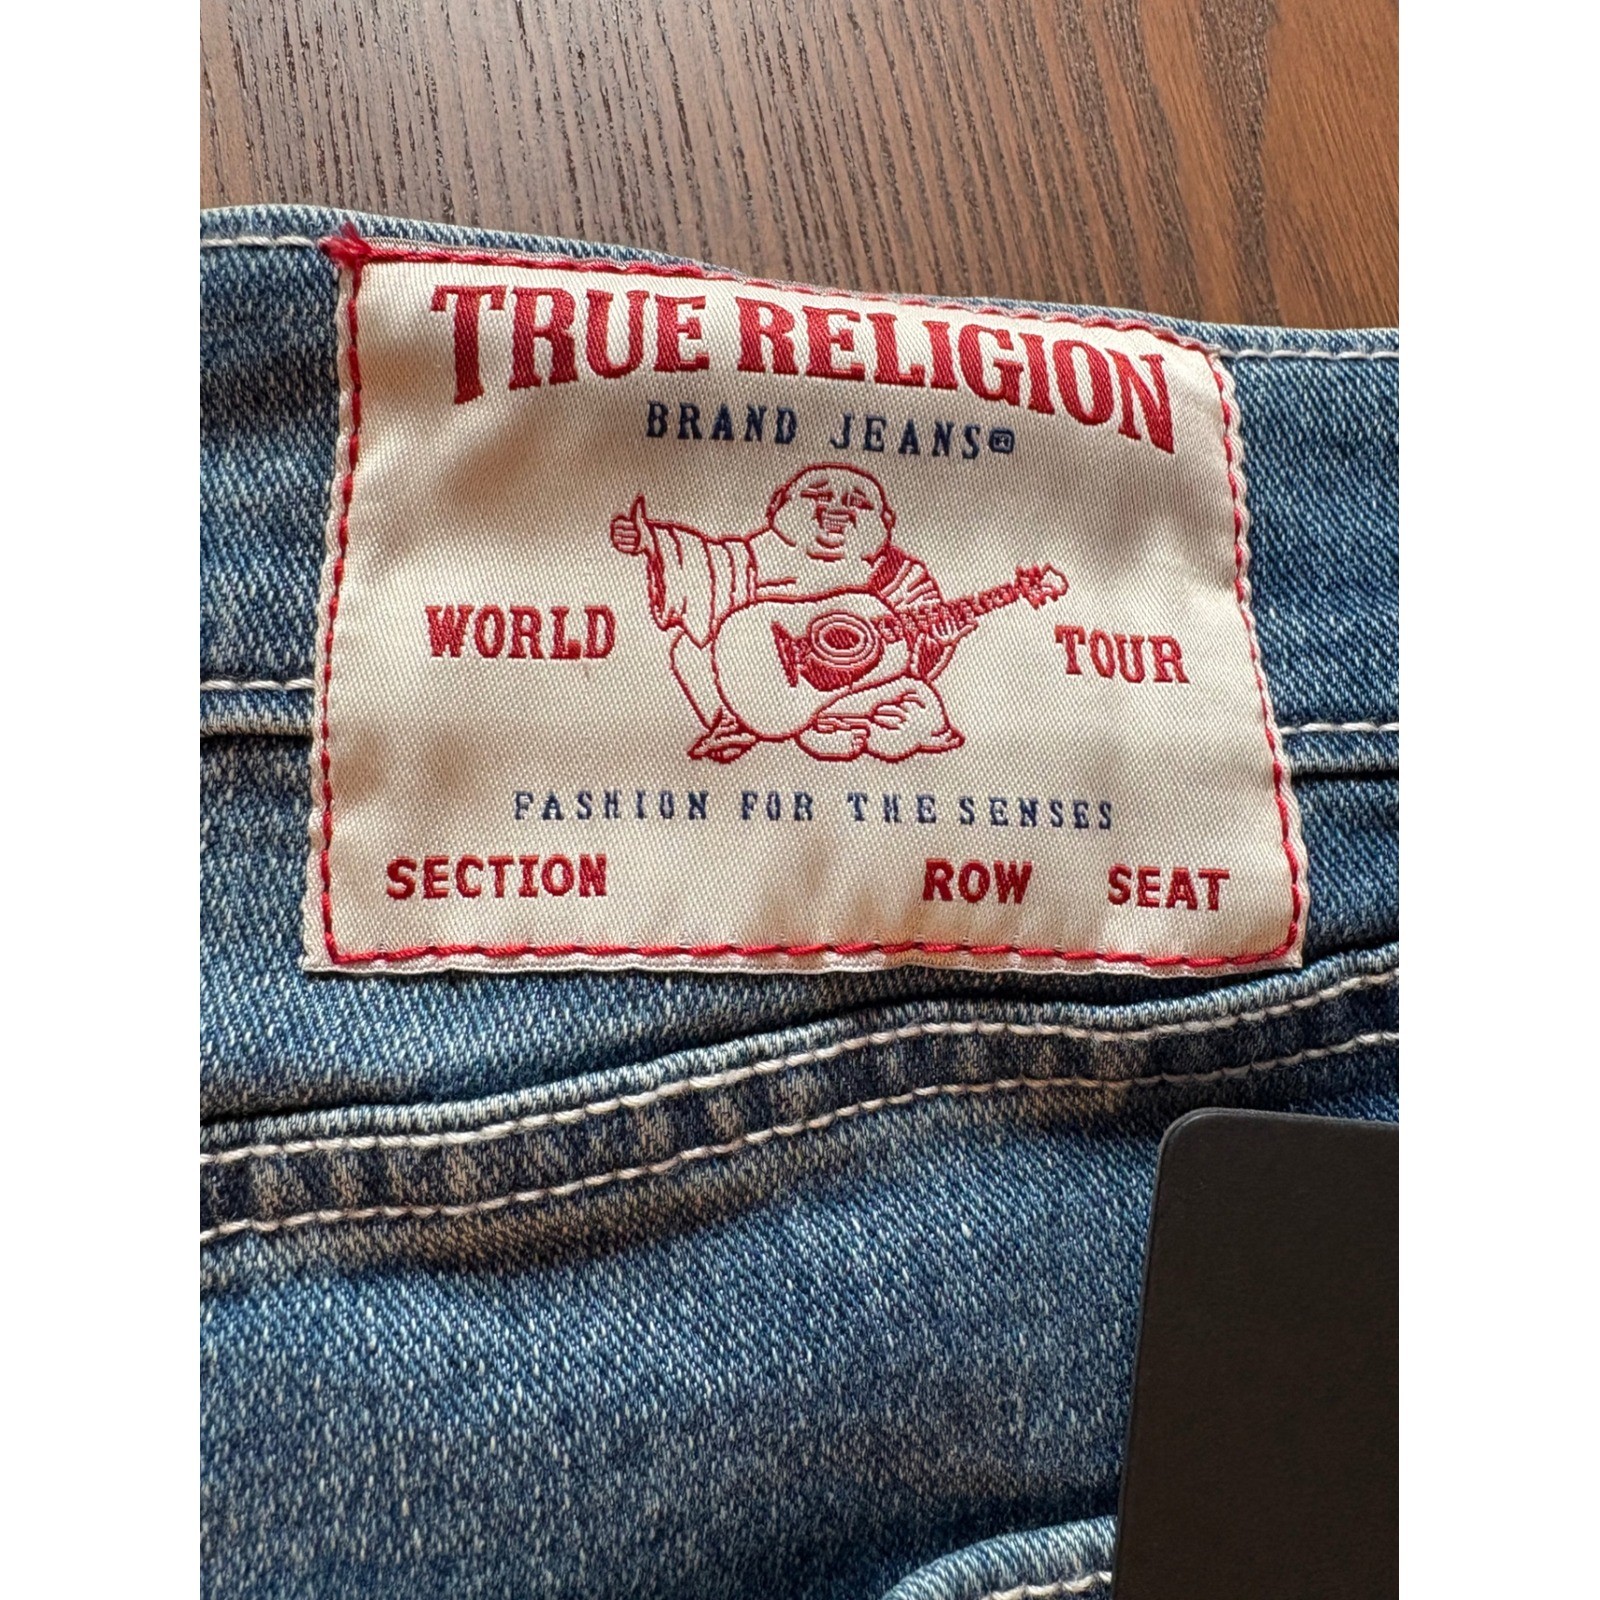 TRUE RELIGION
BRAND JEANS®
WORLD TOUR
FASHION FOR THE SENSES
SECTION ROW SEAT